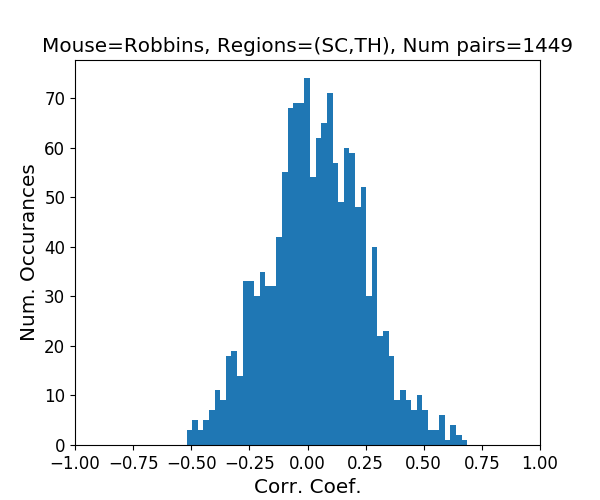 Mouse=Robbins, Regions=(SC,TH), Num pairs=1449
70
60
50
40
30
20
10
0
Num. Occurances
−1.00 −0.75 −0.50 −0.25 0.00 0.25 0.50 0.75 1.00
Corr. Coef.